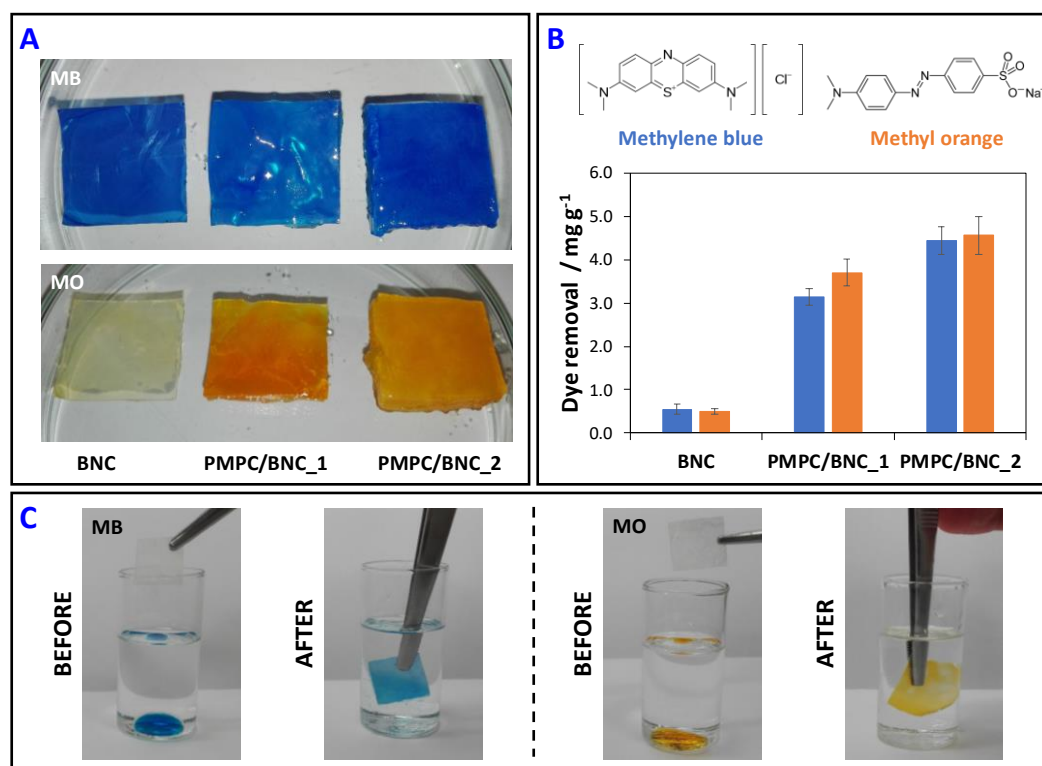 A
MB
MO
BNC PMPC/BNC_1 PMPC/BNC_2
B
N
N S⁺ N
Cl⁻
N N N S O O O⁻Na⁺
Methylene blue Methyl orange
Dye removal / mg g⁻¹
6.0
5.0
4.0
3.0
2.0
1.0
0.0
BNC PMPC/BNC_1 PMPC/BNC_2
C
MB
BEFORE
AFTER
MO
BEFORE
AFTER